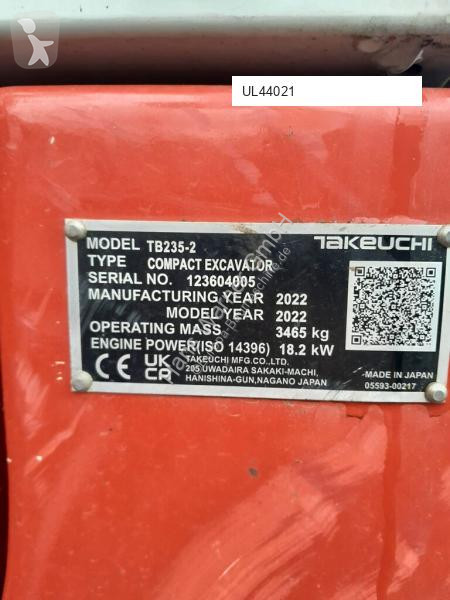 UL44021
MODEL TB235-2
TAKEUCHI
TYPE COMPACT EXCAVATOR
SERIAL NO. 123604005
MANUFACTURING YEAR 2022
MODEL YEAR 2022
OPERATING MASS 3465 kg
ENGINE POWER(ISO 14396) 18.2 kW
CE UK CA
TAKEUCHI MFG.CO.,LTD.
205 UWADAIRA SAKAKI-MACHI,
HANISHINA-GUN,NAGANO JAPAN
MADE IN JAPAN
05593-00217